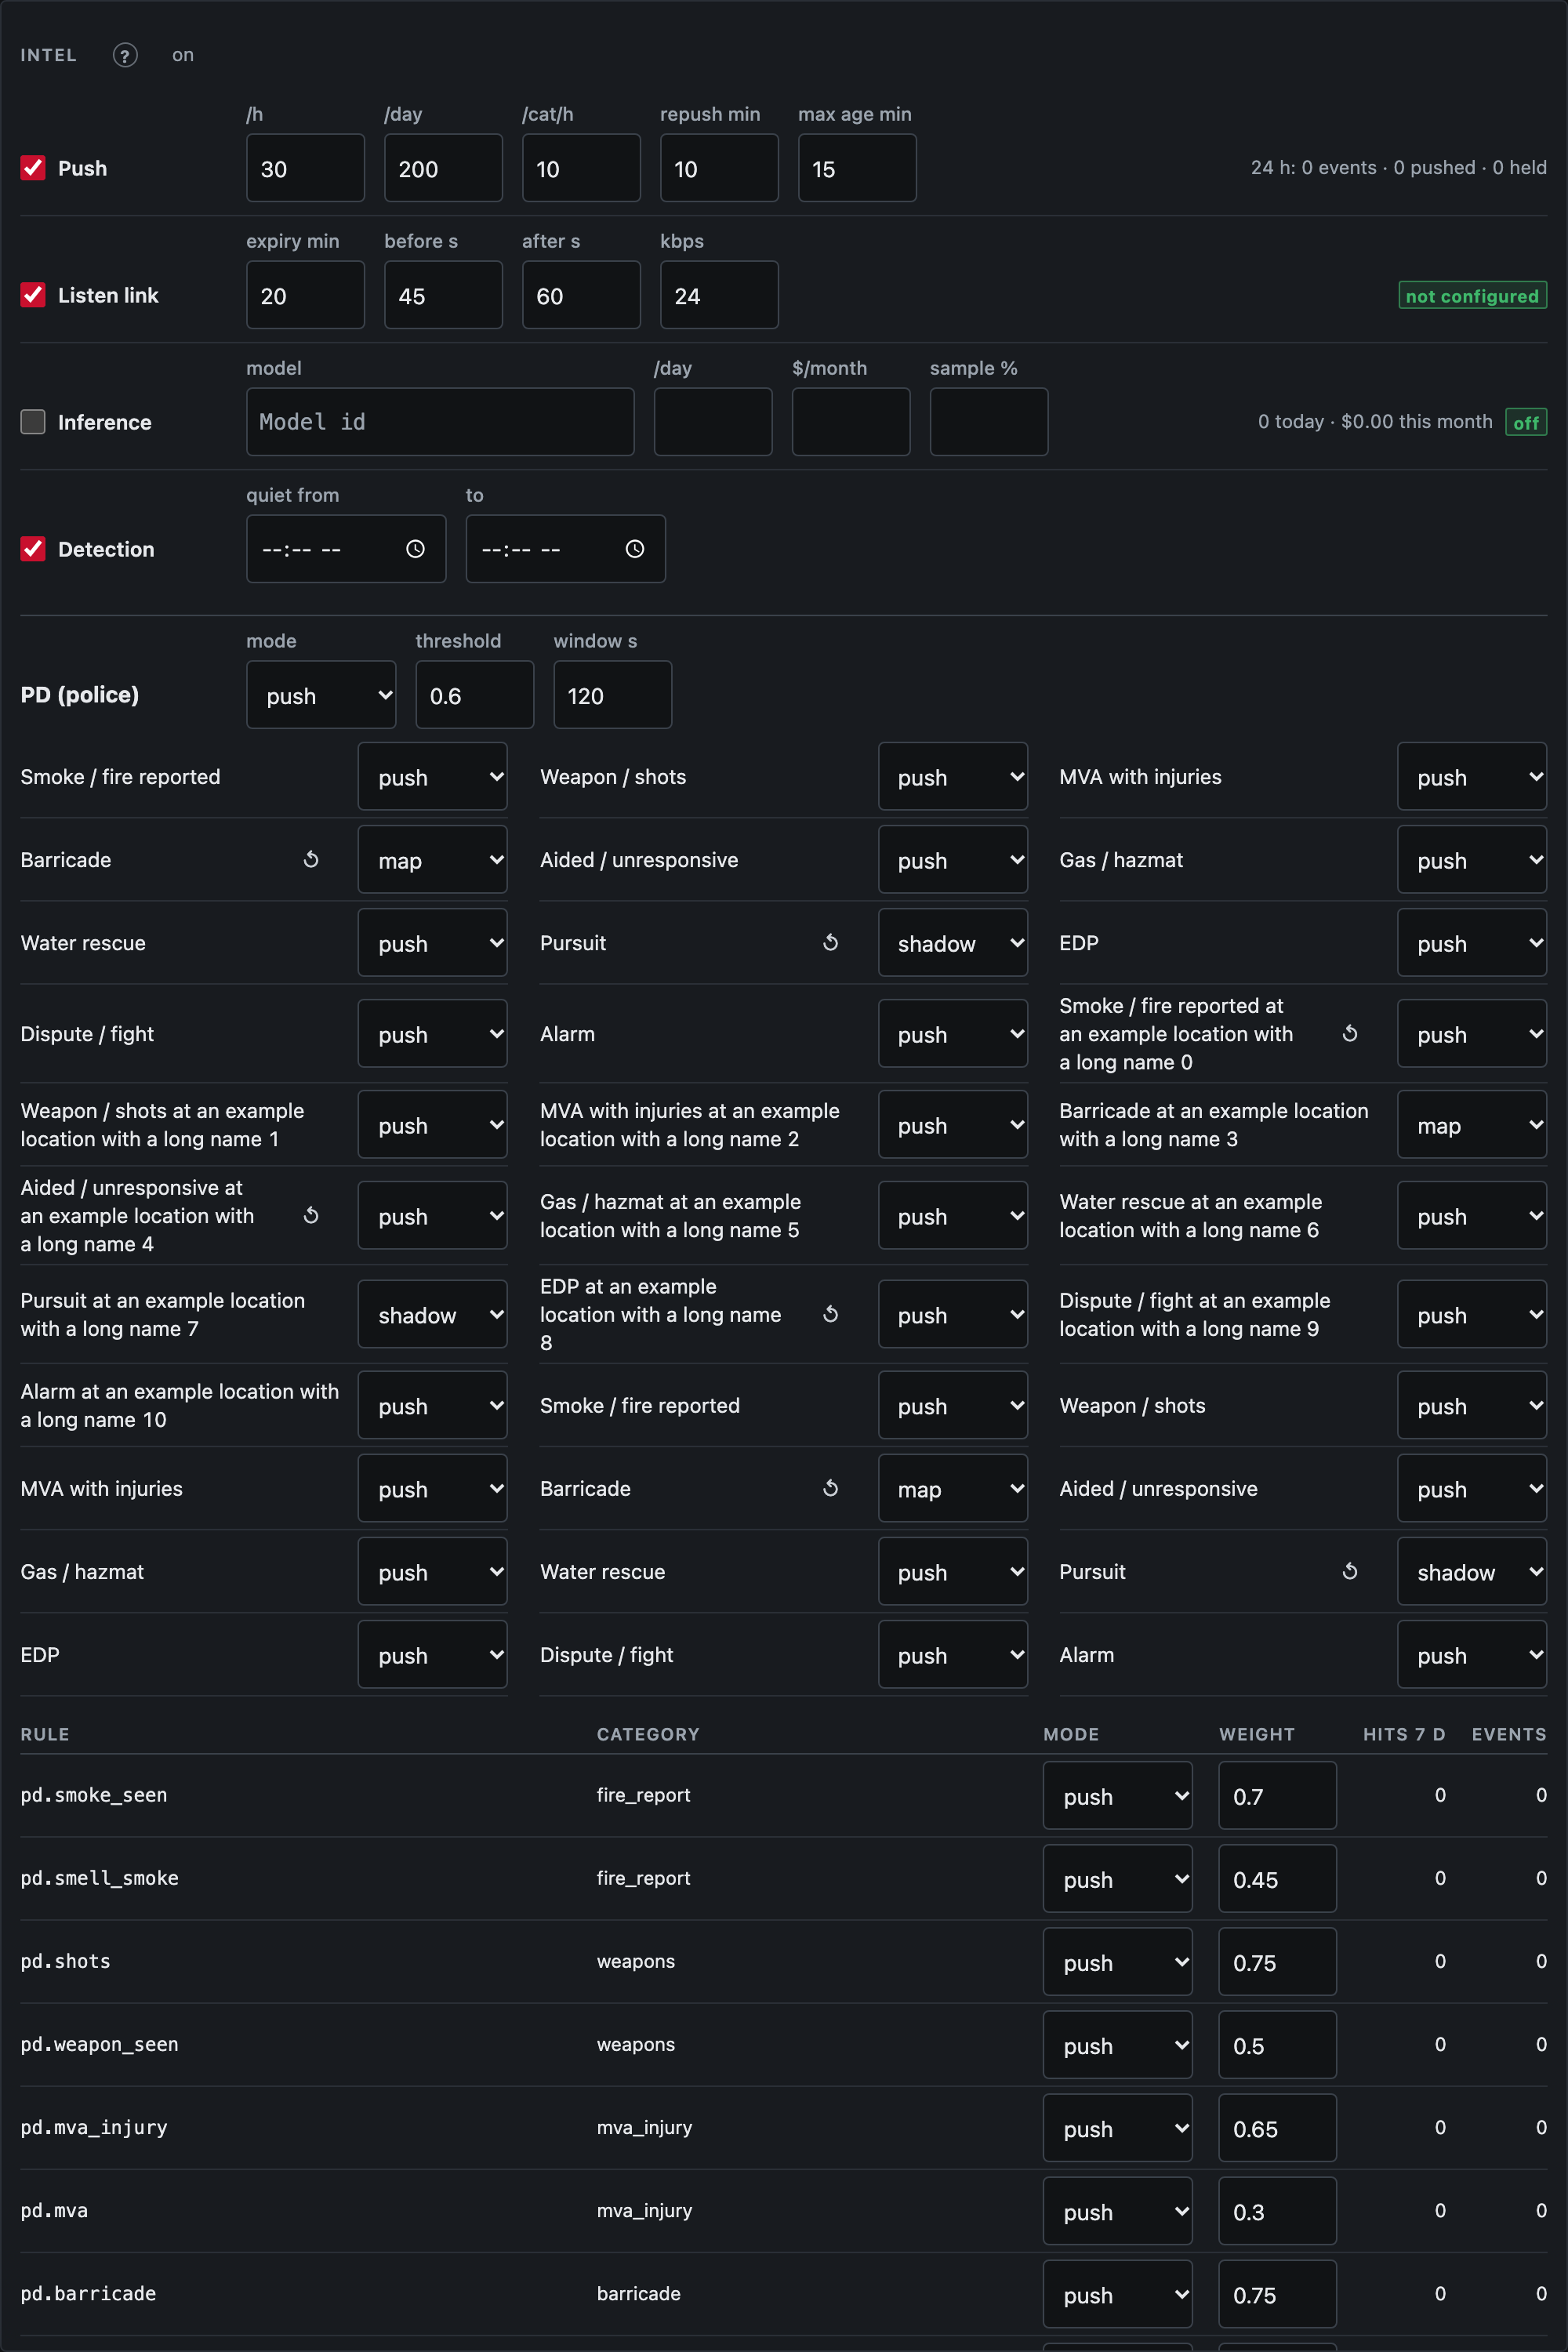 INTEL ? on
/h /day /cat/h repush min max age min
Push 30 200 10 10 15 24 h: 0 events · 0 pushed · 0 held
expiry min before s after s kbps
Listen link 20 45 60 24 not configured
model /day $/month sample %
Inference Model id 0 today · $0.00 this month off
quiet from to
Detection --:-- -- --:-- --
mode threshold window s
PD (police) push 0.6 120
Smoke / fire reported push Weapon / shots push MVA with injuries push
Barricade map Aided / unresponsive push Gas / hazmat push
Water rescue push Pursuit shadow EDP push
Dispute / fight push Alarm push
Smoke / fire reported at
an example location with
a long name 0
push
Weapon / shots at an example
location with a long name 1
push
MVA with injuries at an example
location with a long name 2
push
Barricade at an example location
with a long name 3
map
Aided / unresponsive at
an example location with
a long name 4
push
Gas / hazmat at an example
location with a long name 5
push
Water rescue at an example
location with a long name 6
push
Pursuit at an example location
with a long name 7
shadow
EDP at an example
location with a long name
8
push
Dispute / fight at an example
location with a long name 9
push
Alarm at an example location with
a long name 10
push
Smoke / fire reported push Weapon / shots push
MVA with injuries push Barricade map Aided / unresponsive push
Gas / hazmat push Water rescue push Pursuit shadow
EDP push Dispute / fight push Alarm push
RULE CATEGORY MODE WEIGHT HITS 7 D EVENTS
pd.smoke_seen fire_report push 0.7 0 0
pd.smell_smoke fire_report push 0.45 0 0
pd.shots weapons push 0.75 0 0
pd.weapon_seen weapons push 0.5 0 0
pd.mva_injury mva_injury push 0.65 0 0
pd.mva mva_injury push 0.3 0 0
pd.barricade barricade push 0.75 0 0